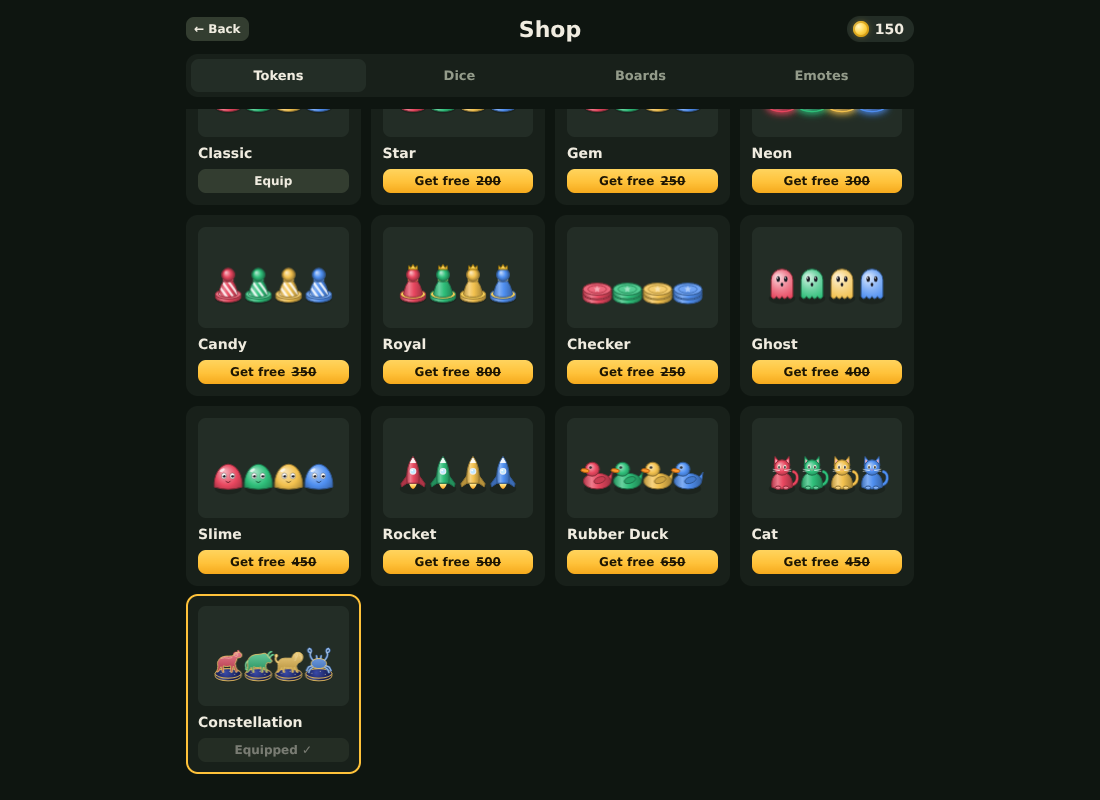 ← Back
Shop
150
Tokens
Dice
Boards
Emotes
Classic
Star
Gem
Neon
Equip
Get free 200
Get free 250
Get free 300
Candy
Royal
Checker
Ghost
Get free 350
Get free 800
Get free 250
Get free 400
Slime
Rocket
Rubber Duck
Cat
Get free 450
Get free 500
Get free 650
Get free 450
Constellation
Equipped ✓